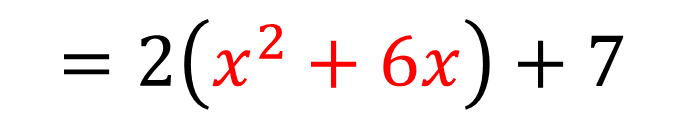 = 2(x² + 6x) + 7